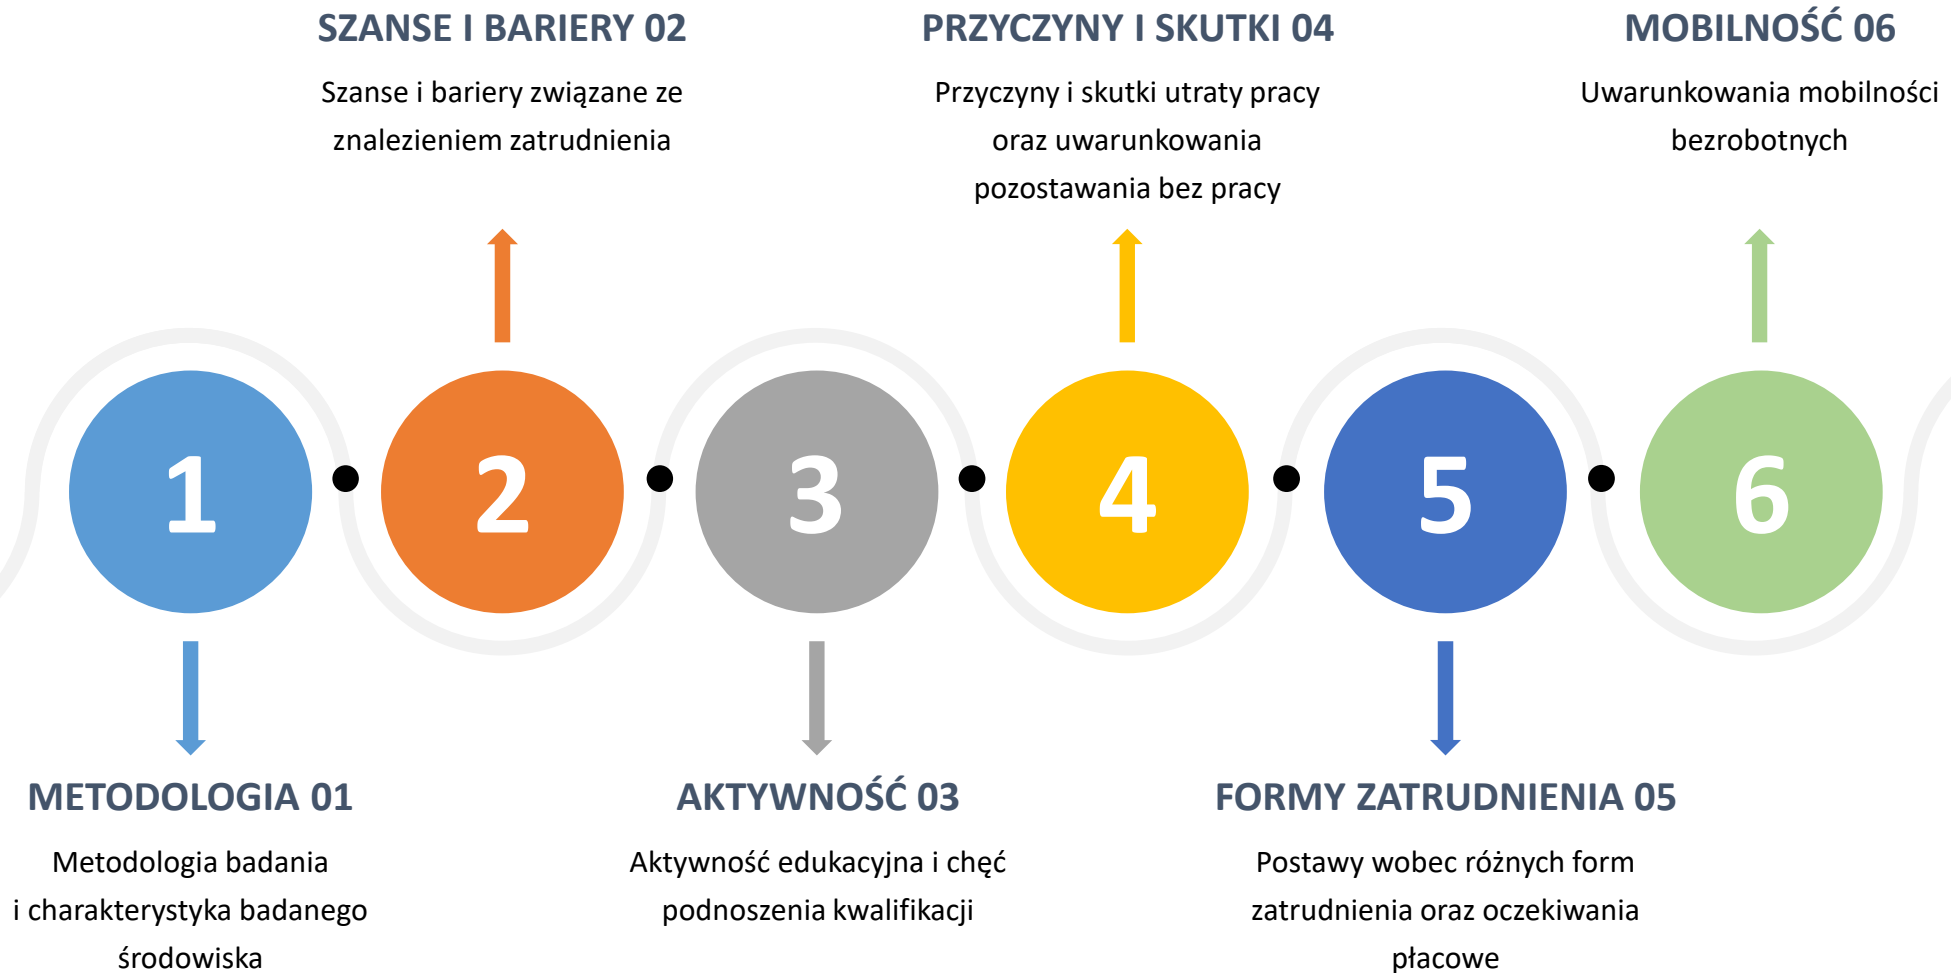 SZANSE I BARIERY 02
Szanse i bariery związane ze
znalezieniem zatrudnienia
PRZYCZYNY I SKUTKI 04
Przyczyny i skutki utraty pracy
oraz uwarunkowania
pozostawania bez pracy
MOBILNOŚĆ 06
Uwarunkowania mobilności
bezrobotnych
1
2
3
4
5
6
METODOLOGIA 01
Metodologia badania
i charakterystyka badanego
środowiska
AKTYWNOŚĆ 03
Aktywność edukacyjna i chęć
podnoszenia kwalifikacji
FORMY ZATRUDNIENIA 05
Postawy wobec różnych form
zatrudnienia oraz oczekiwania
płacowe